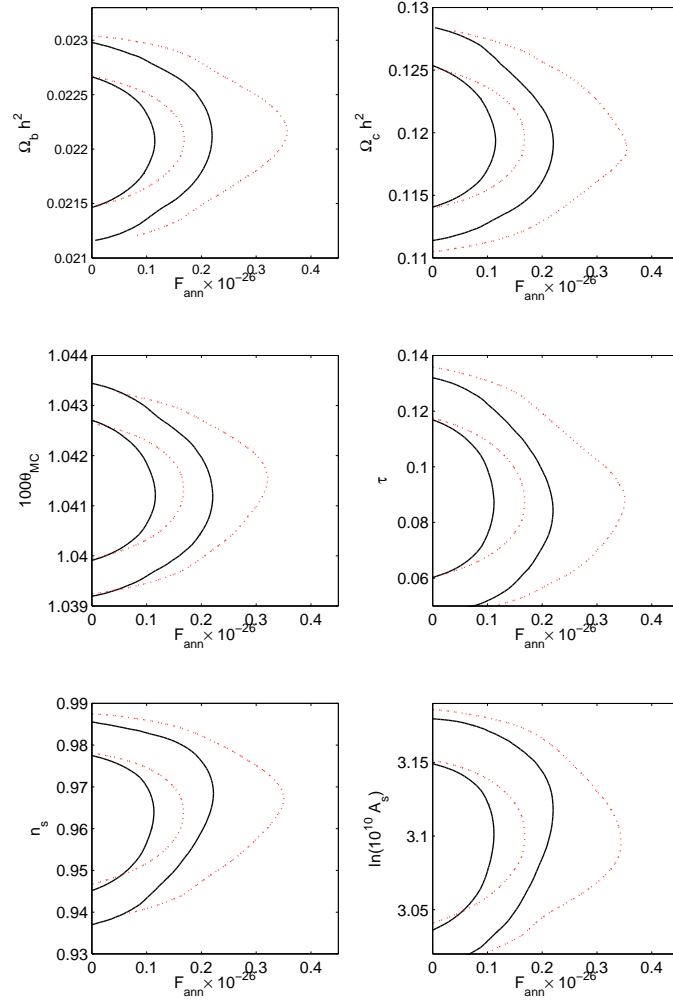 0.023
0.0225
0.022
0.0215
0.021
Ω_b h²
0 0.1 0.2 0.3 0.4
F_ann × 10⁻²⁶
0.13
0.125
0.12
0.115
0.11
Ω_c h²
0 0.1 0.2 0.3 0.4
F_ann × 10⁻²⁶
1.044
1.043
1.042
1.041
1.04
1.039
100θ_MC
0 0.1 0.2 0.3 0.4
F_ann × 10⁻²⁶
0.14
0.12
0.1
0.08
0.06
τ
0 0.1 0.2 0.3 0.4
F_ann × 10⁻²⁶
0.99
0.98
0.97
0.96
0.95
0.94
0.93
n_s
0 0.1 0.2 0.3 0.4
F_ann × 10⁻²⁶
3.15
3.1
3.05
ln(10¹⁰ A_s)
0 0.1 0.2 0.3 0.4
F_ann × 10⁻²⁶